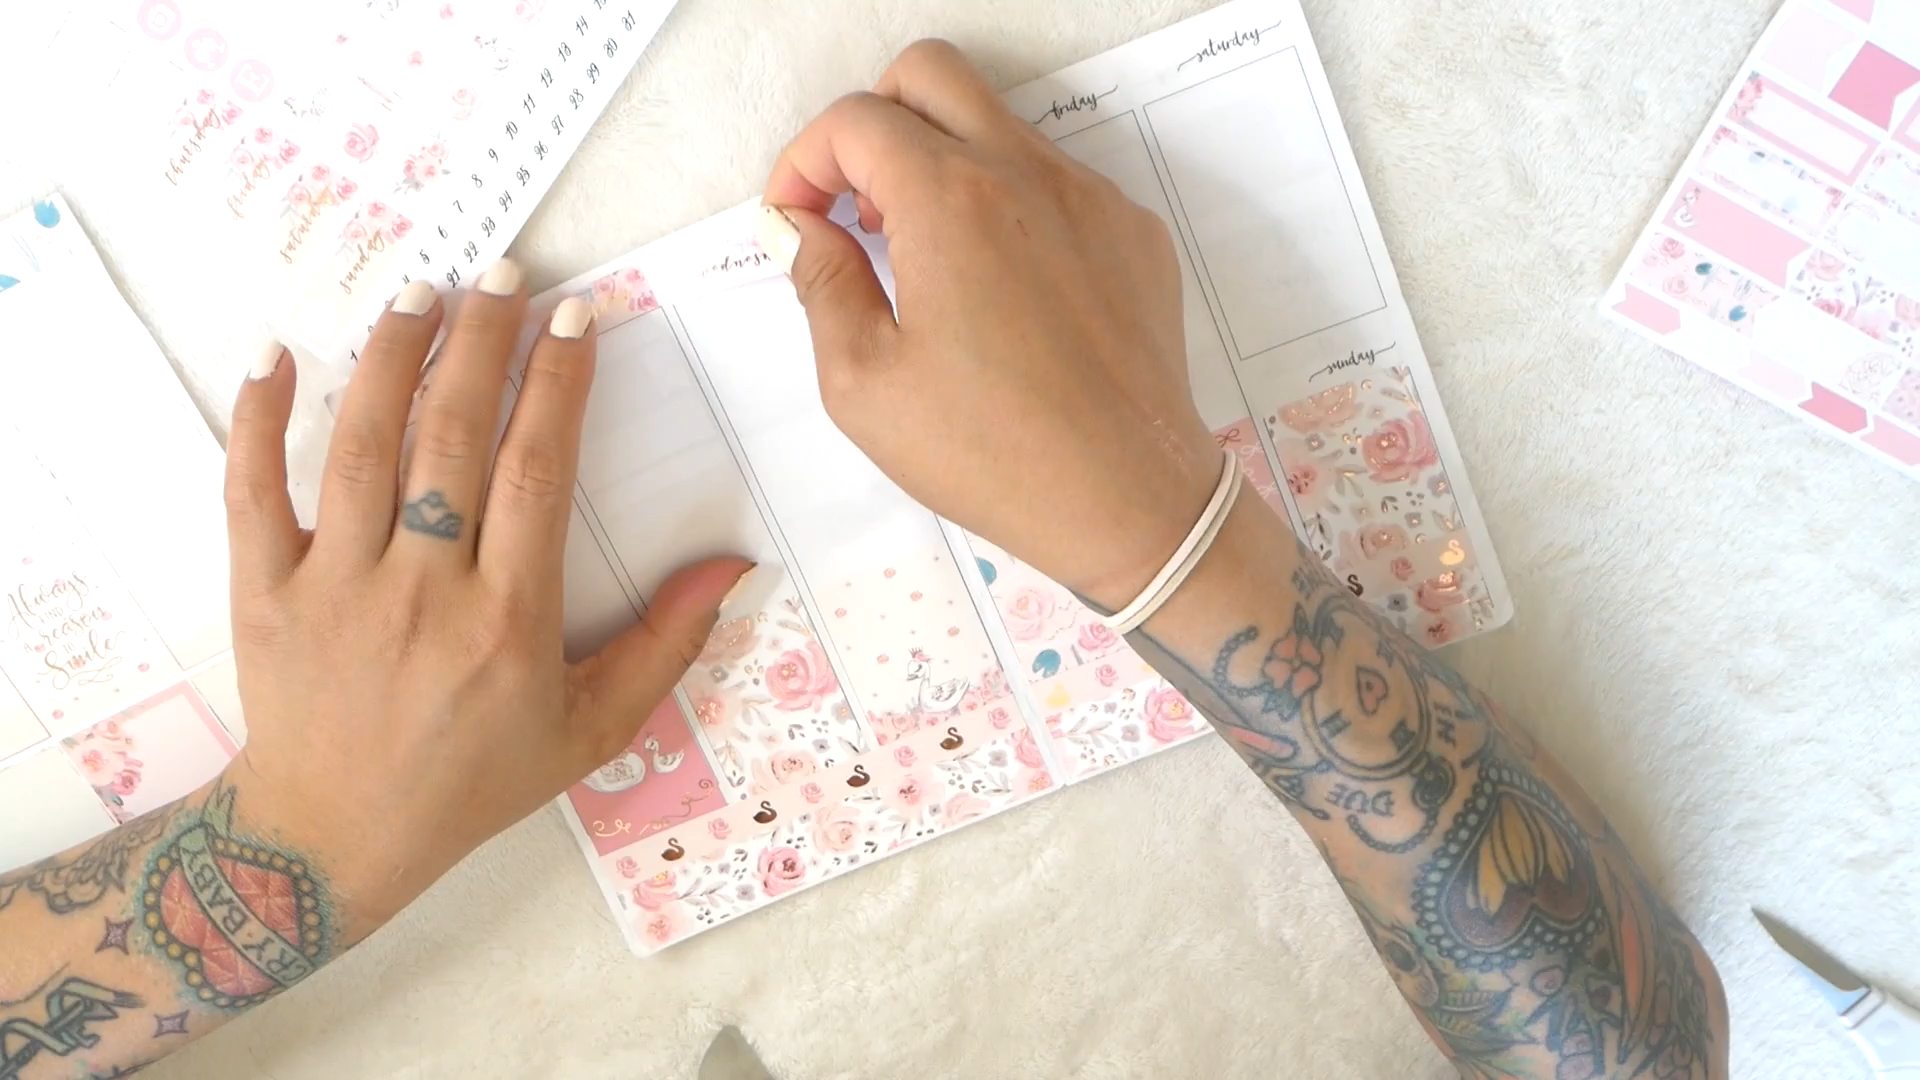 saturday
friday
thursday
friday
saturday
sunday
1
4 5 6 7 8 9 10 11 12 13 14 15
21 22 23 24 25 26 27 28 29 30 31
sunday
Always
find a
reason
to
Smile
CRY BABY
DUE
IN